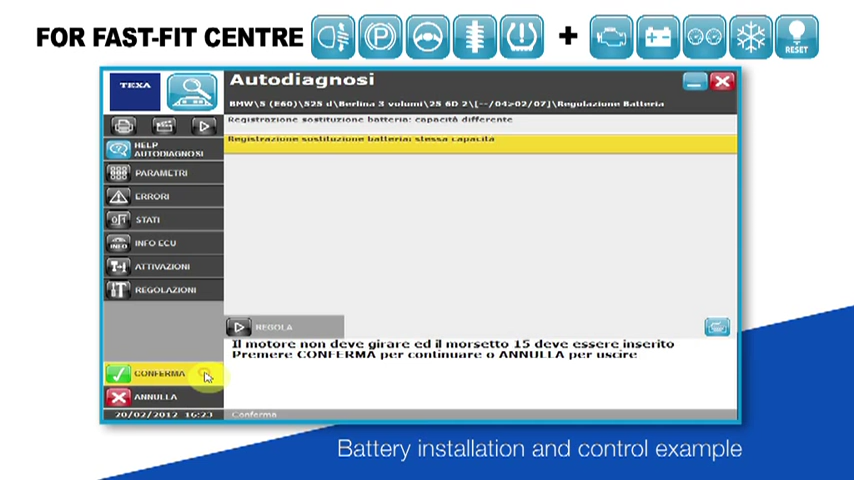 FOR FAST-FIT CENTRE
+
RESET
TEXA
Autodiagnosi
BMW\5 (E60)\525 d\Berlina 3 volumi\25 6D 2\[--/04>02/07]\Regolazione Batteria
Registrazione sostituzione batteria: capacità differente
Registrazione sostituzione batteria: stessa capacità
HELP
AUTODIAGNOSI
PARAMETRI
ERRORI
STATI
INFO
INFO ECU
ATTIVAZIONI
REGOLAZIONI
REGOLA
Il motore non deve girare ed il morsetto 15 deve essere inserito
Premere CONFERMA per continuare o ANNULLA per uscire
CONFERMA
ANNULLA
20/02/2012 16:23
Conferma
Battery installation and control example